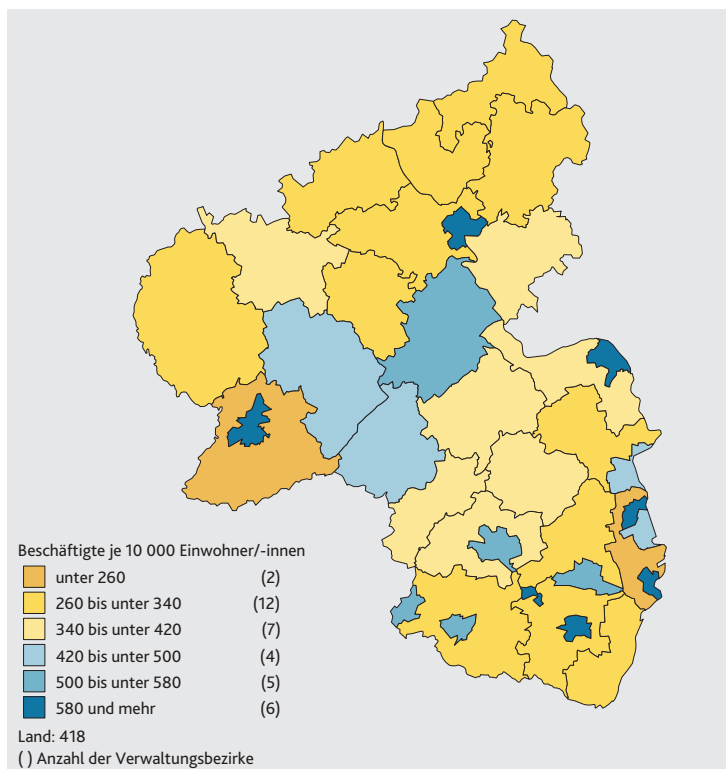 Beschäftigte je 10 000 Einwohner/-innen
unter 260 (2)
260 bis unter 340 (12)
340 bis unter 420 (7)
420 bis unter 500 (4)
500 bis unter 580 (5)
580 und mehr (6)
Land: 418
( ) Anzahl der Verwaltungsbezirke